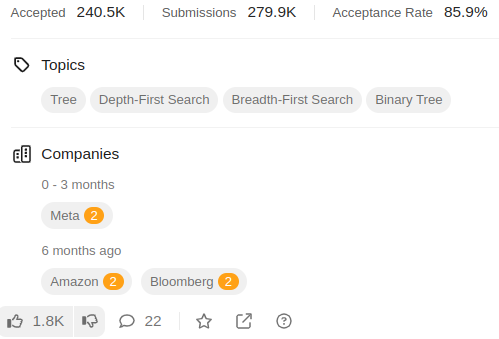 Accepted 240.5K Submissions 279.9K Acceptance Rate 85.9%
Topics
Tree Depth-First Search Breadth-First Search Binary Tree
Companies
0 - 3 months
Meta 2
6 months ago
Amazon 2 Bloomberg 2
1.8K 22